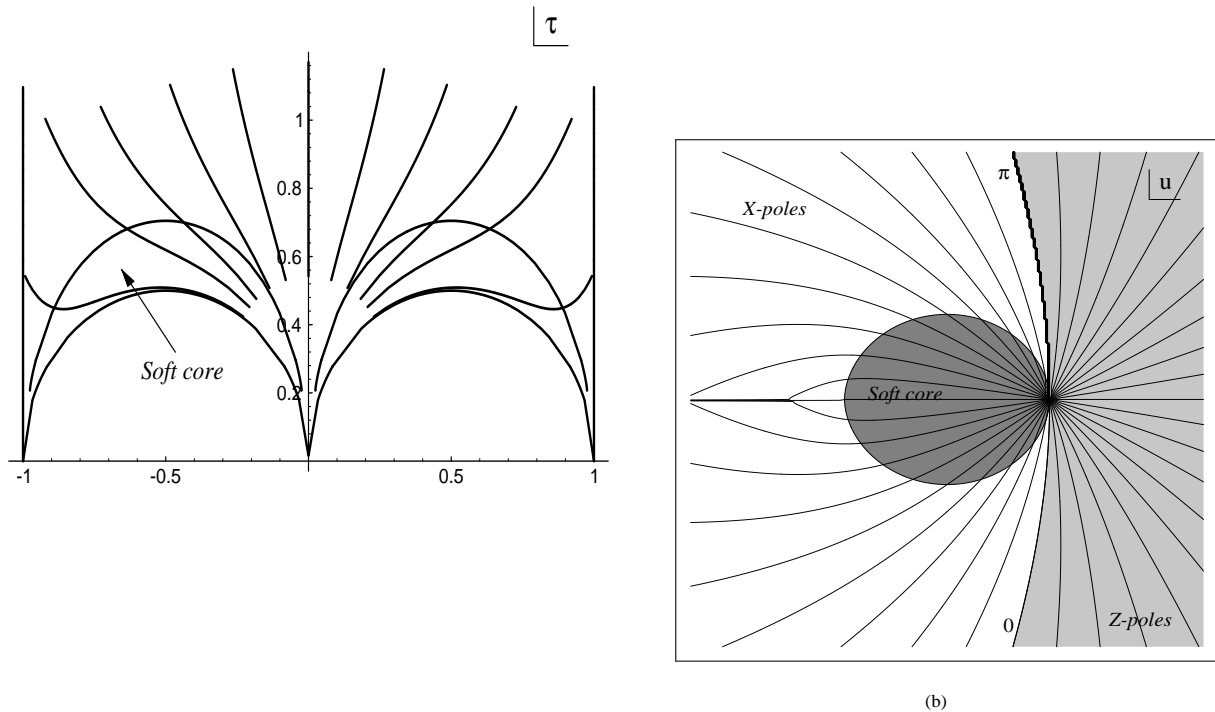 τ
1
0.8
0.6
0.4
0.2
Soft core
-1
-0.5
0.5
1
π
u
X-poles
Soft core
0
Z-poles
(b)